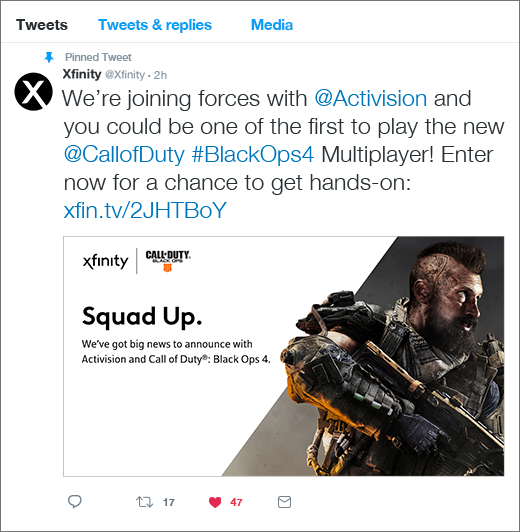 Tweets Tweets & replies Media
Pinned Tweet
Xfinity @Xfinity · 2h
X
We're joining forces with @Activision and
you could be one of the first to play the new
@CallofDuty #BlackOps4 Multiplayer! Enter
now for a chance to get hands-on:
xfin.tv/2JHTBoY
xfinity CALL OF DUTY®
BLACK OPS
IIII
Squad Up.
We've got big news to announce with
Activision and Call of Duty®: Black Ops 4.
17 47